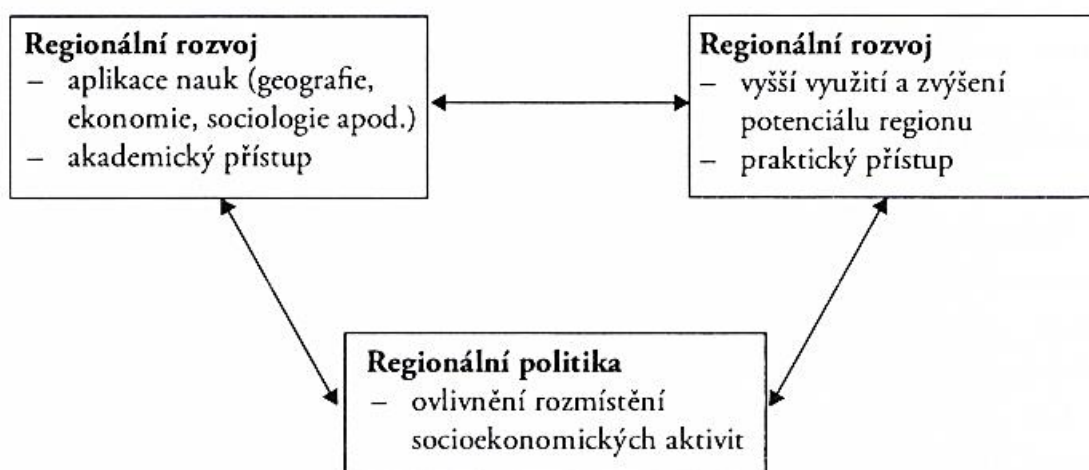 Regionální rozvoj
– aplikace nauk (geografie,
ekonomie, sociologie apod.)
– akademický přístup
Regionální rozvoj
– vyšší využití a zvýšení
potenciálu regionu
– praktický přístup
Regionální politika
– ovlivnění rozmístění
socioekonomických aktivit